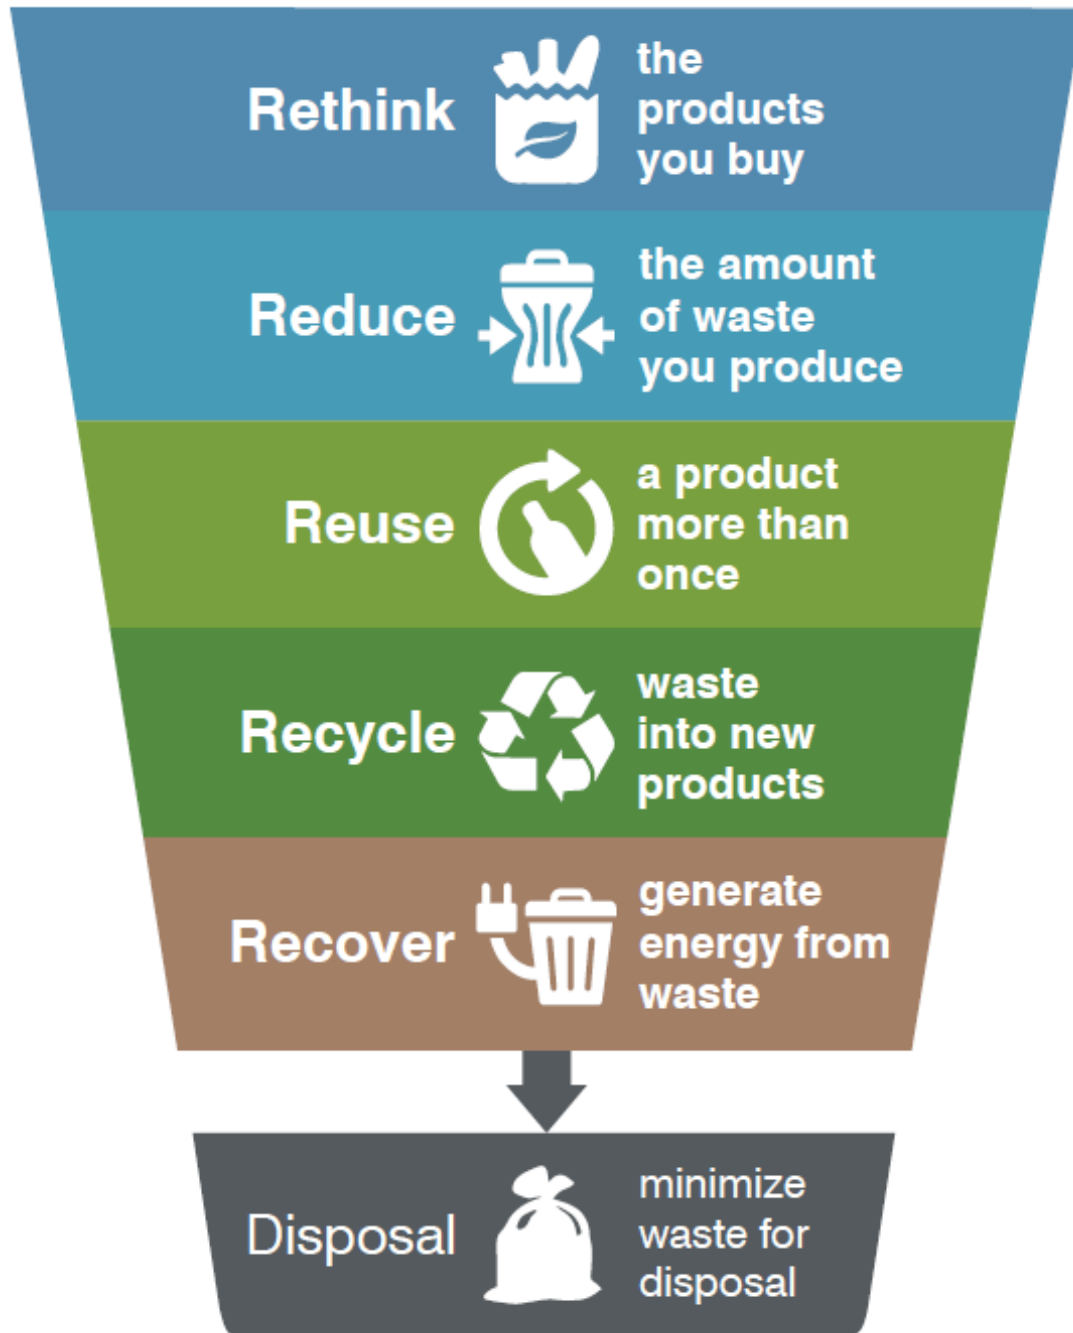 Rethink
the
products
you buy
Reduce
the amount
of waste
you produce
Reuse
a product
more than
once
Recycle
waste
into new
products
Recover
generate
energy from
waste
Disposal
minimize
waste for
disposal